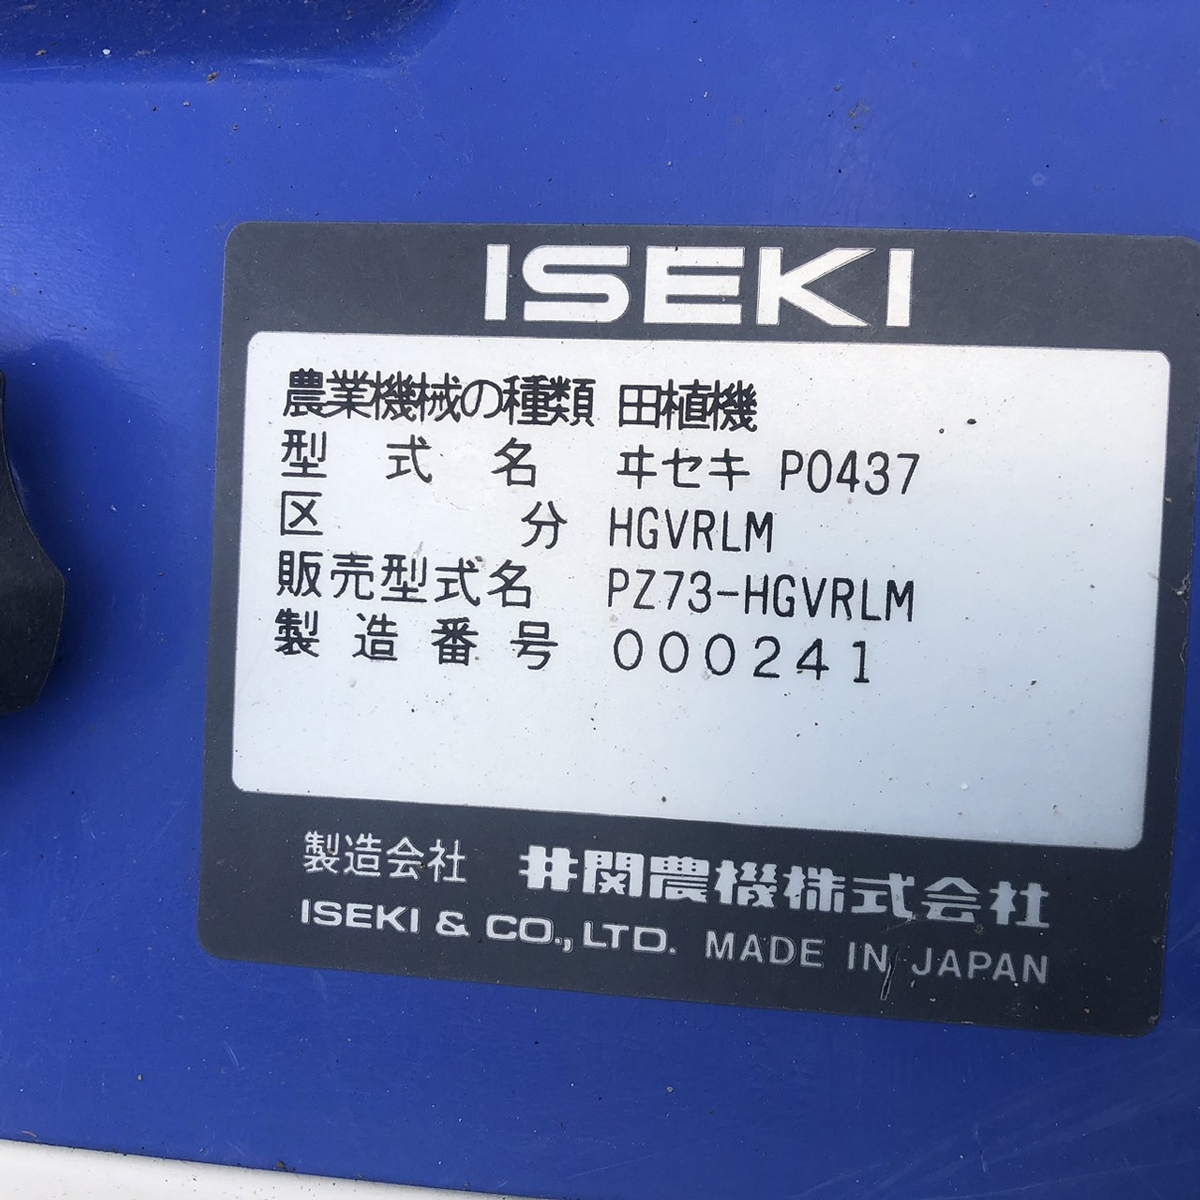 ISEKI
農業機械の種類 田植機
型式名 ヰセキ P0437
区分 HGVRLM
販売型式名 PZ73-HGVRLM
製造番号 000241
製造会社 井関農機株式会社
ISEKI & CO., LTD. MADE IN JAPAN